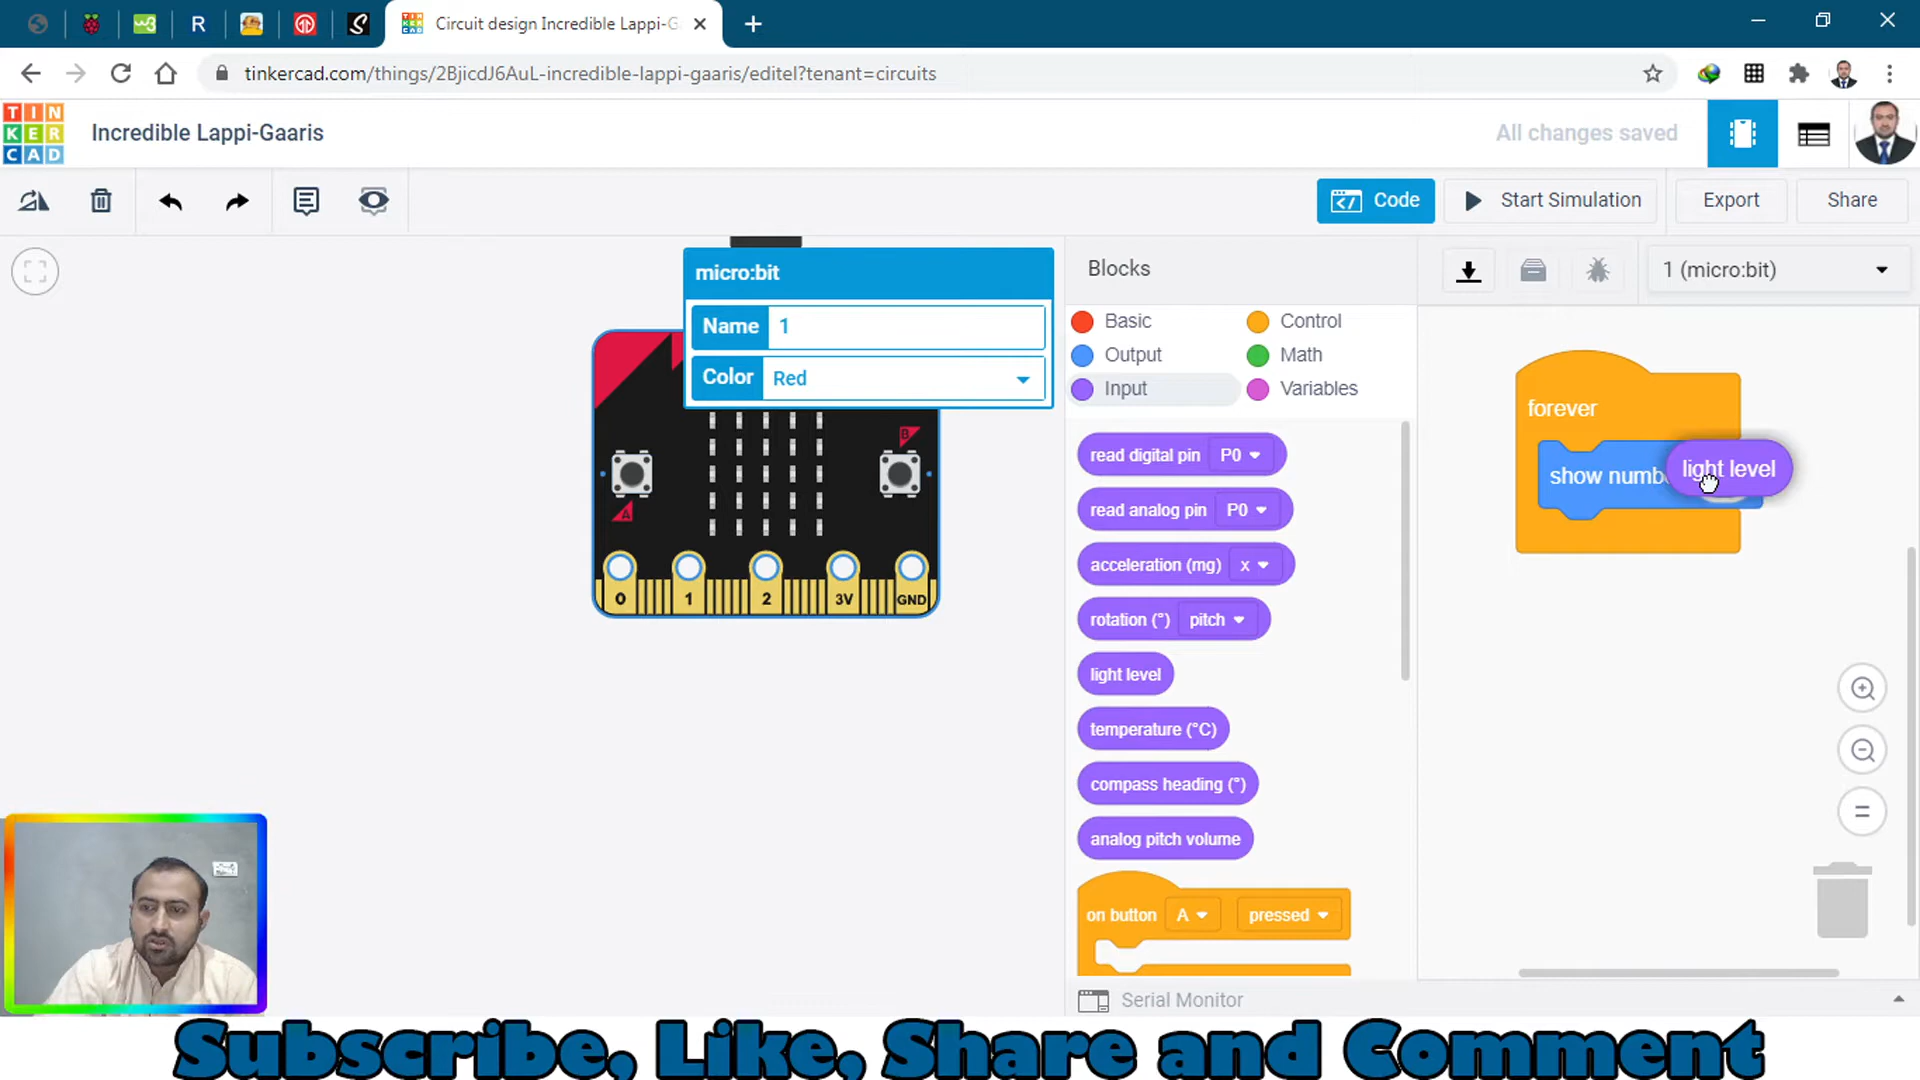 w3
R
S
Circuit design Incredible Lappi-G
tinkercad.com/things/2BjicdJ6AuL-incredible-lappi-gaaris/editel?tenant=circuits
TIN
KER
CAD
Incredible Lappi-Gaaris
All changes saved
Code
Start Simulation
Export
Share
micro:bit
Name 1
Color Red
A
B
0 1 2 3V GND
Blocks
Basic
Control
Output
Math
Input
Variables
read digital pin P0
read analog pin P0
acceleration (mg) x
rotation (°) pitch
light level
temperature (°C)
compass heading (°)
analog pitch volume
on button A pressed
Serial Monitor
1 (micro:bit)
forever
show numb
light level
Subscribe, Like, Share and Comment